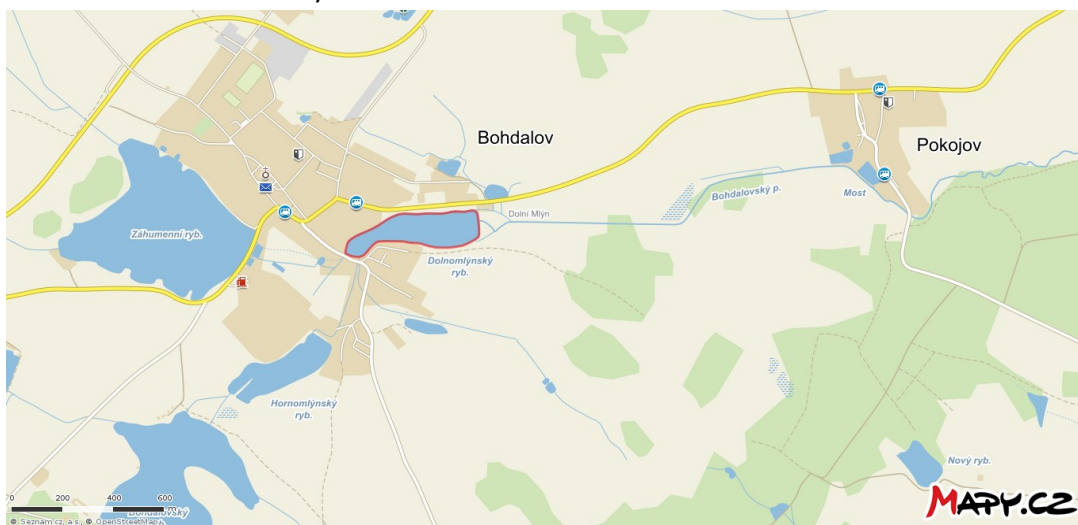 Bohdalov
Pokojov
Dolní Mlýn
Bohdalovský p.
Most
Záhumenní ryb.
Dolnomlýnský
ryb.
Hornomlýnský
ryb.
Nový ryb.
0 200 400 600
m
Bohdalovský
© Seznam.cz, a.s., © OpenStreetMap
MAPY.CZ